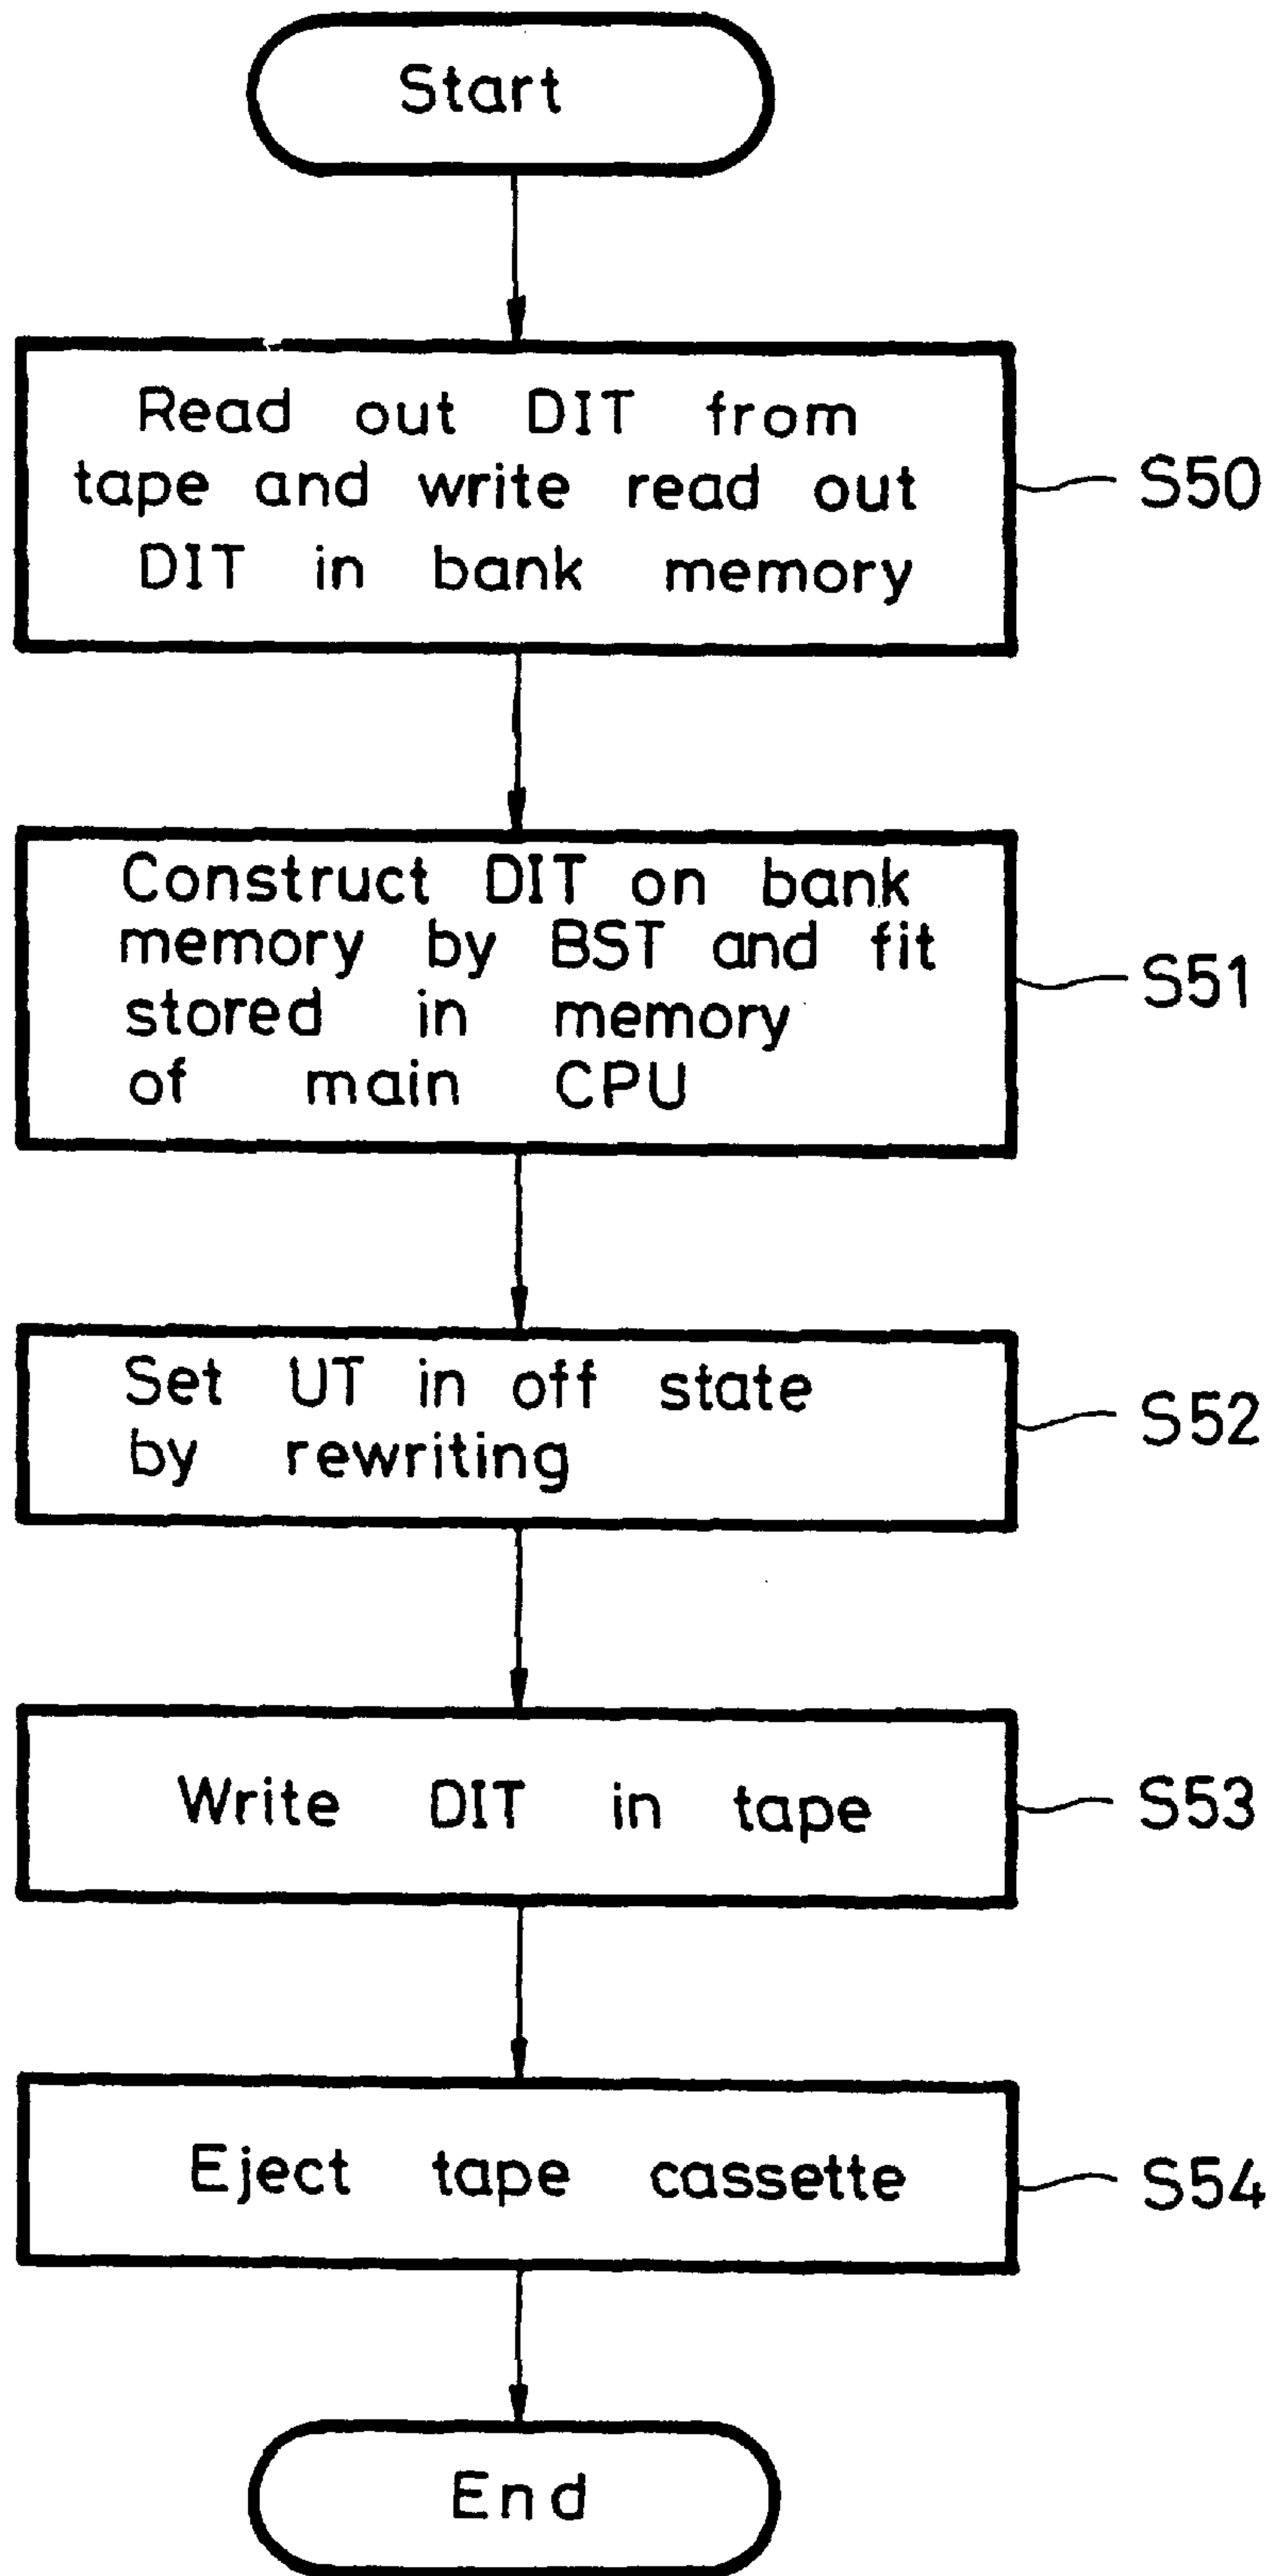 Start
Read out DIT from
tape and write read out
DIT in bank memory
S50
Construct DIT on bank
memory by BST and fit
stored in memory
of main CPU
S51
Set UT in off state
by rewriting
S52
Write DIT in tape
S53
Eject tape cassette
S54
End